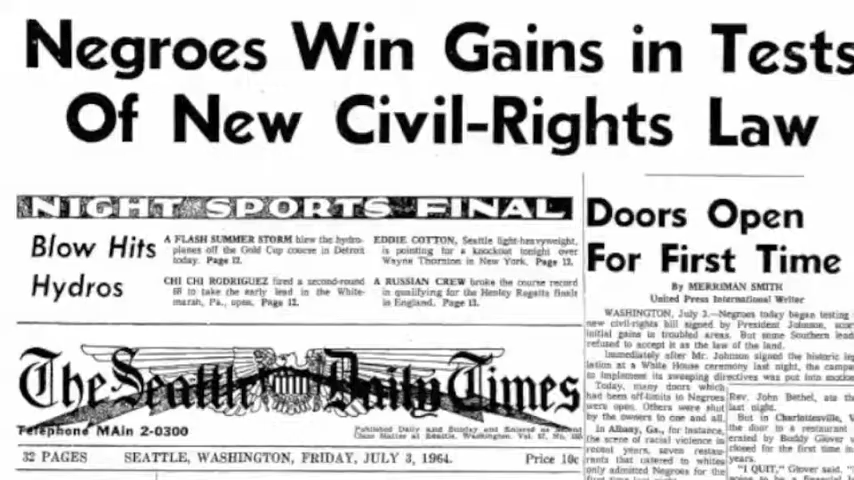 Negroes Win Gains in Tests
Of New Civil-Rights Law
NIGHT SPORTS FINAL
Blow Hits
Hydros
A FLASH SUMMER STORM blew the hydro-
planes off the Gold Cup course in Detroit
today. Page 12.
CHI CHI RODRIGUEZ fired a second-round
to take the early lead in the White-
marsh, Pa., open. Page 12.
EDDIE COTTON, Seattle light-heavyweight,
is pointing for a knockout tonight over
Wayne Thornton in New York. Page 12.
A RUSSIAN CREW broke the course record
in qualifying for the Henley Regatta finals
in England. Page 13.
The Seattle Daily Times
Telephone MAin 2-0300
Published Daily and Sunday and Entered as Second
Class Matter at Seattle, Washington. Vol. 87, No.
32 PAGES SEATTLE, WASHINGTON, FRIDAY, JULY 3, 1964. Price 10c
Doors Open
For First Time
By MERRIMAN SMITH
United Press International Writer
WASHINGTON, July 3.—Negroes today began testing
new civil-rights bill signed by President Johnson, scor
initial gains in troubled areas. But some Southern lead
refused to accept it as the law of the land.
Immediately after Mr. Johnson signed the historic leg
lation at a White House ceremony last night, the campa
to implement its sweeping directives was put into motion
Today, many doors which
had been off-limits to Negroes
were open. Others were shut
by the owners to one and all.
In Albany, Ga., for instance,
the scene of racial violence in
recent years, seven restau-
rants that catered to whites
only admitted Negroes for the
first time last night.
Rev. John Bethel, ate th
last night.
But in Charlottesville, V
the door to a restaurant
erated by Buddy Glover w
closed for the first time in
years.
"I QUIT," Glover said. "
going to be a financial